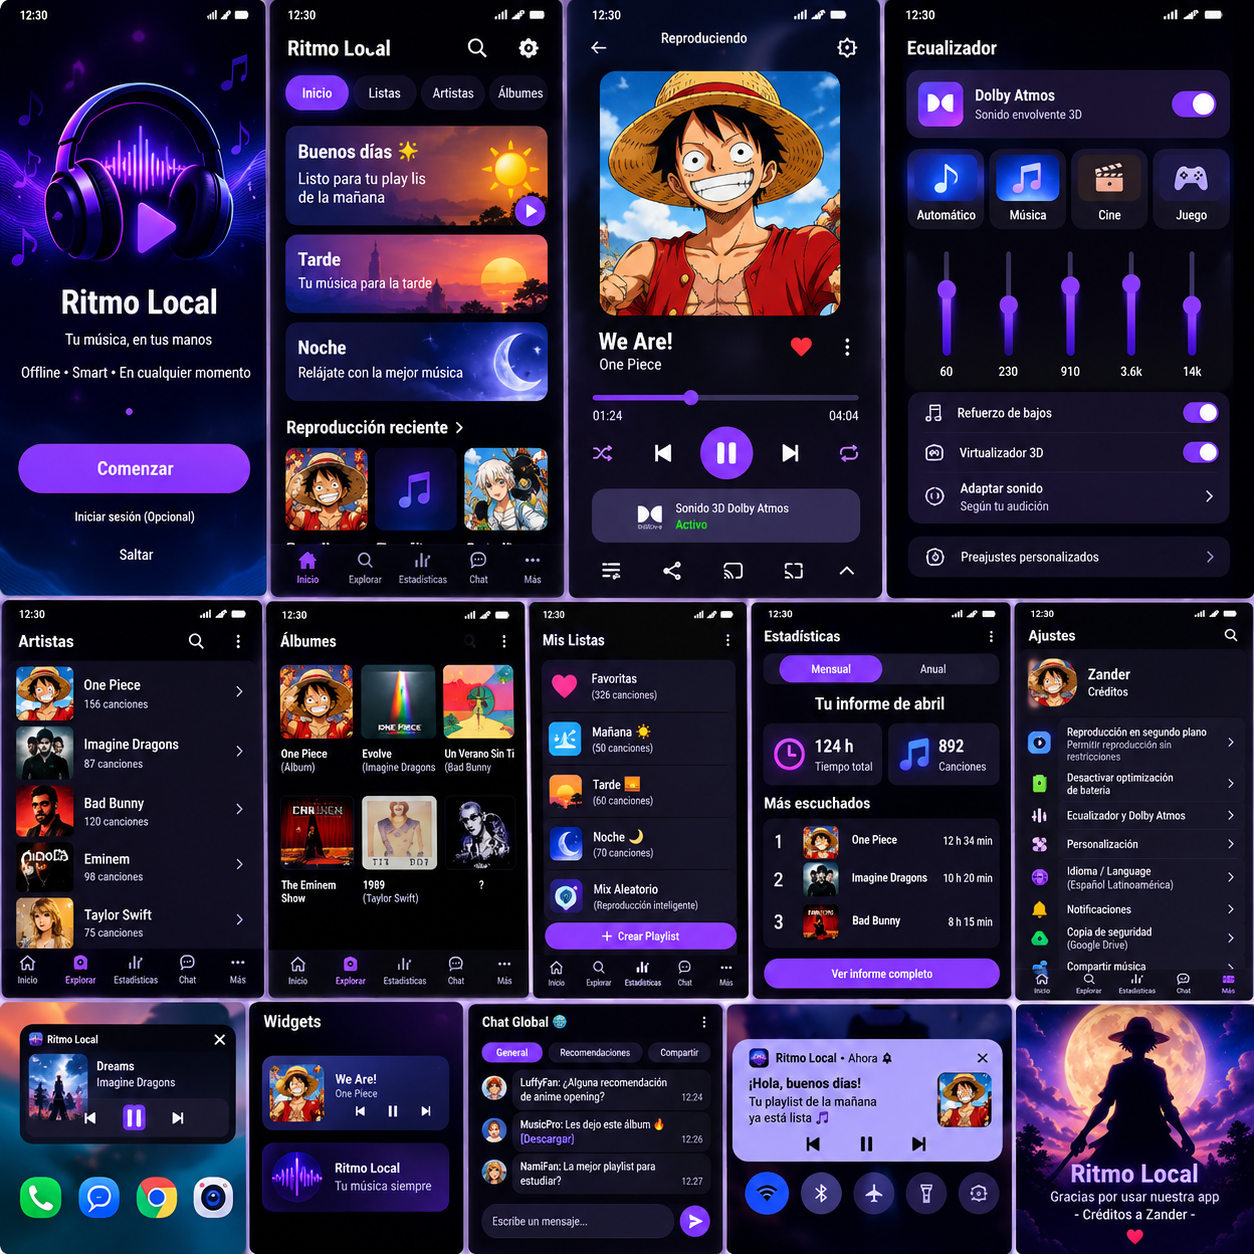 12:30
Ritmo Local
Tu música, en tus manos
Offline • Smart • En cualquier momento
Comenzar
Iniciar sesión (Opcional)
Saltar
12:30
Ritmo Local
Inicio
Listas
Artistas
Álbumes
Buenos días ✨
Listo para tu play lis
de la mañana
Tarde
Tu música para la tarde
Noche
Relájate con la mejor música
Reproducción reciente >
Inicio
Explorar
Estadísticas
Chat
Más
12:30
Reproduciendo
We Are!
One Piece
01:24
04:04
Sonido 3D Dolby Atmos
Activo
12:30
Ecualizador
Dolby Atmos
Sonido envolvente 3D
Automático
Música
Cine
Juego
60
230
910
3.6k
14k
Refuerzo de bajos
Virtualizador 3D
Adaptar sonido
Según tu audición
Preajustes personalizados
12:30
Artistas
One Piece
156 canciones
Imagine Dragons
87 canciones
Bad Bunny
120 canciones
Eminem
98 canciones
Taylor Swift
75 canciones
Inicio
Explorar
Estadísticas
Chat
Más
12:30
Álbumes
ONE PIECE
One Piece
(Album)
Evolve
(Imagine Dragons
Un Verano Sin Ti
(Bad Bunny
The Eminem
Show
1989
(Taylor Swift)
?
Inicio
Explorar
Estadísticas
Chat
Más
12:30
Mis Listas
Favoritas
(326 canciones)
Mañana ☀️
(50 canciones)
Tarde 🌇
(60 canciones)
Noche 🌙
(70 canciones)
Mix Aleatorio
(Reproducción inteligente)
+ Crear Playlist
Inicio
Explorar
Estadísticas
Chat
Más
12:30
Estadísticas
Mensual
Anual
Tu informe de abril
124 h
Tiempo total
892
Canciones
Más escuchados
1
One Piece
12 h 34 min
2
Imagine Dragons
10 h 20 min
3
Bad Bunny
8 h 15 min
Ver informe completo
12:30
Ajustes
Zander
Créditos
Reproducción en segundo plano
Permitir reproducción sin
restricciones
Desactivar optimización
de bateria
Ecualizador y Dolby Atmos
Personalización
Idioma / Language
(Español Latinoamérica)
Notificaciones
Copia de seguridad
(Google Drive)
Compartir música
Inicio
Explorar
Estadísticas
Chat
Más
Ritmo Local
Dreams
Imagine Dragons
Widgets
We Are!
One Piece
Ritmo Local
Tu música siempre
Chat Global 🌐
General
Recomendaciones
Compartir
LuffyFan: ¿Alguna recomendación
de anime opening?
12:24
MusicPro: Les dejo este álbum 🔥
[Descargar]
12:26
NamiFan: La mejor playlist para
estudiar?
12:27
Escribe un mensaje...
Ritmo Local • Ahora
¡Hola, buenos días!
Tu playlist de la mañana
ya está lista 🎵
Ritmo Local
Gracias por usar nuestra app
- Créditos a Zander -